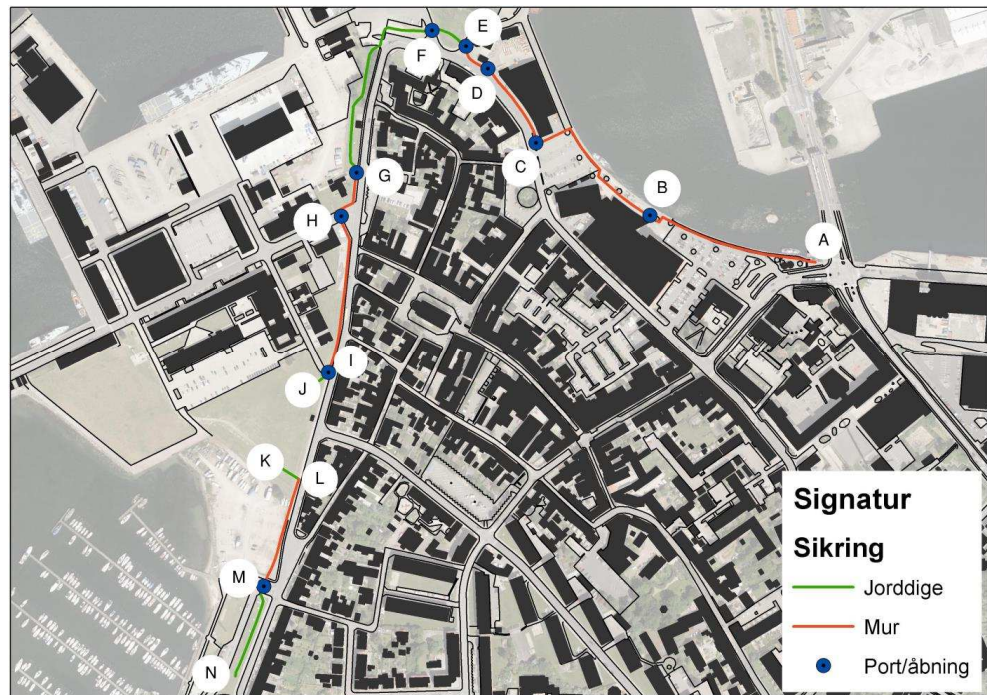 E
F
D
C
G
B
H
A
I
J
K
L
M
N
Signatur
Sikring
Jorddige
Mur
Port/åbning